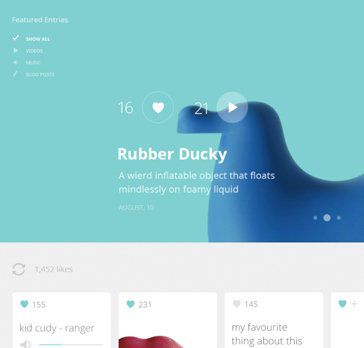 Featured Entries
SHOW ALL
VIDEOS
MUSIC
BLOG POSTS
16
21
Rubber Ducky
A wierd inflatable object that floats
mindlessly on foamy liquid
AUGUST, 10
1,452 likes
155
231
145
kid cudy - ranger
my favourite
thing about this